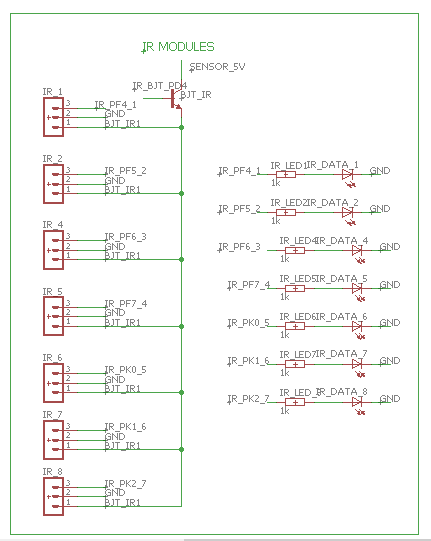 IR MODULES
SENSOR_5V
IR_BJT_PD4
BJT_IR
IR_1
3 IR_PF4_1
2 GND
1 BJT_IR1
IR_2
3 IR_PF5_2
2 GND
1 BJT_IR1
IR_4
3 IR_PF6_3
2 GND
1 BJT_IR1
IR_5
3 IR_PF7_4
2 GND
1 BJT_IR1
IR_6
3 IR_PK0_5
2 GND
1 BJT_IR1
IR_7
3 IR_PK1_6
2 GND
1 BJT_IR1
IR_8
3 IR_PK2_7
2 GND
1 BJT_IR1
IR_PF4_1 IR_LED1 IR_DATA_1 GND
1k
IR_PF5_2 IR_LED2 IR_DATA_2 GND
1k
IR_PF6_3 IR_LED4 IR_DATA_4 GND
1k
IR_PF7_4 IR_LED5 IR_DATA_5 GND
1k
IR_PK0_5 IR_LED6 IR_DATA_6 GND
1k
IR_PK1_6 IR_LED7 IR_DATA_7 GND
1k
IR_PK2_7 IR_LED_ IR_DATA_8 GND
1k